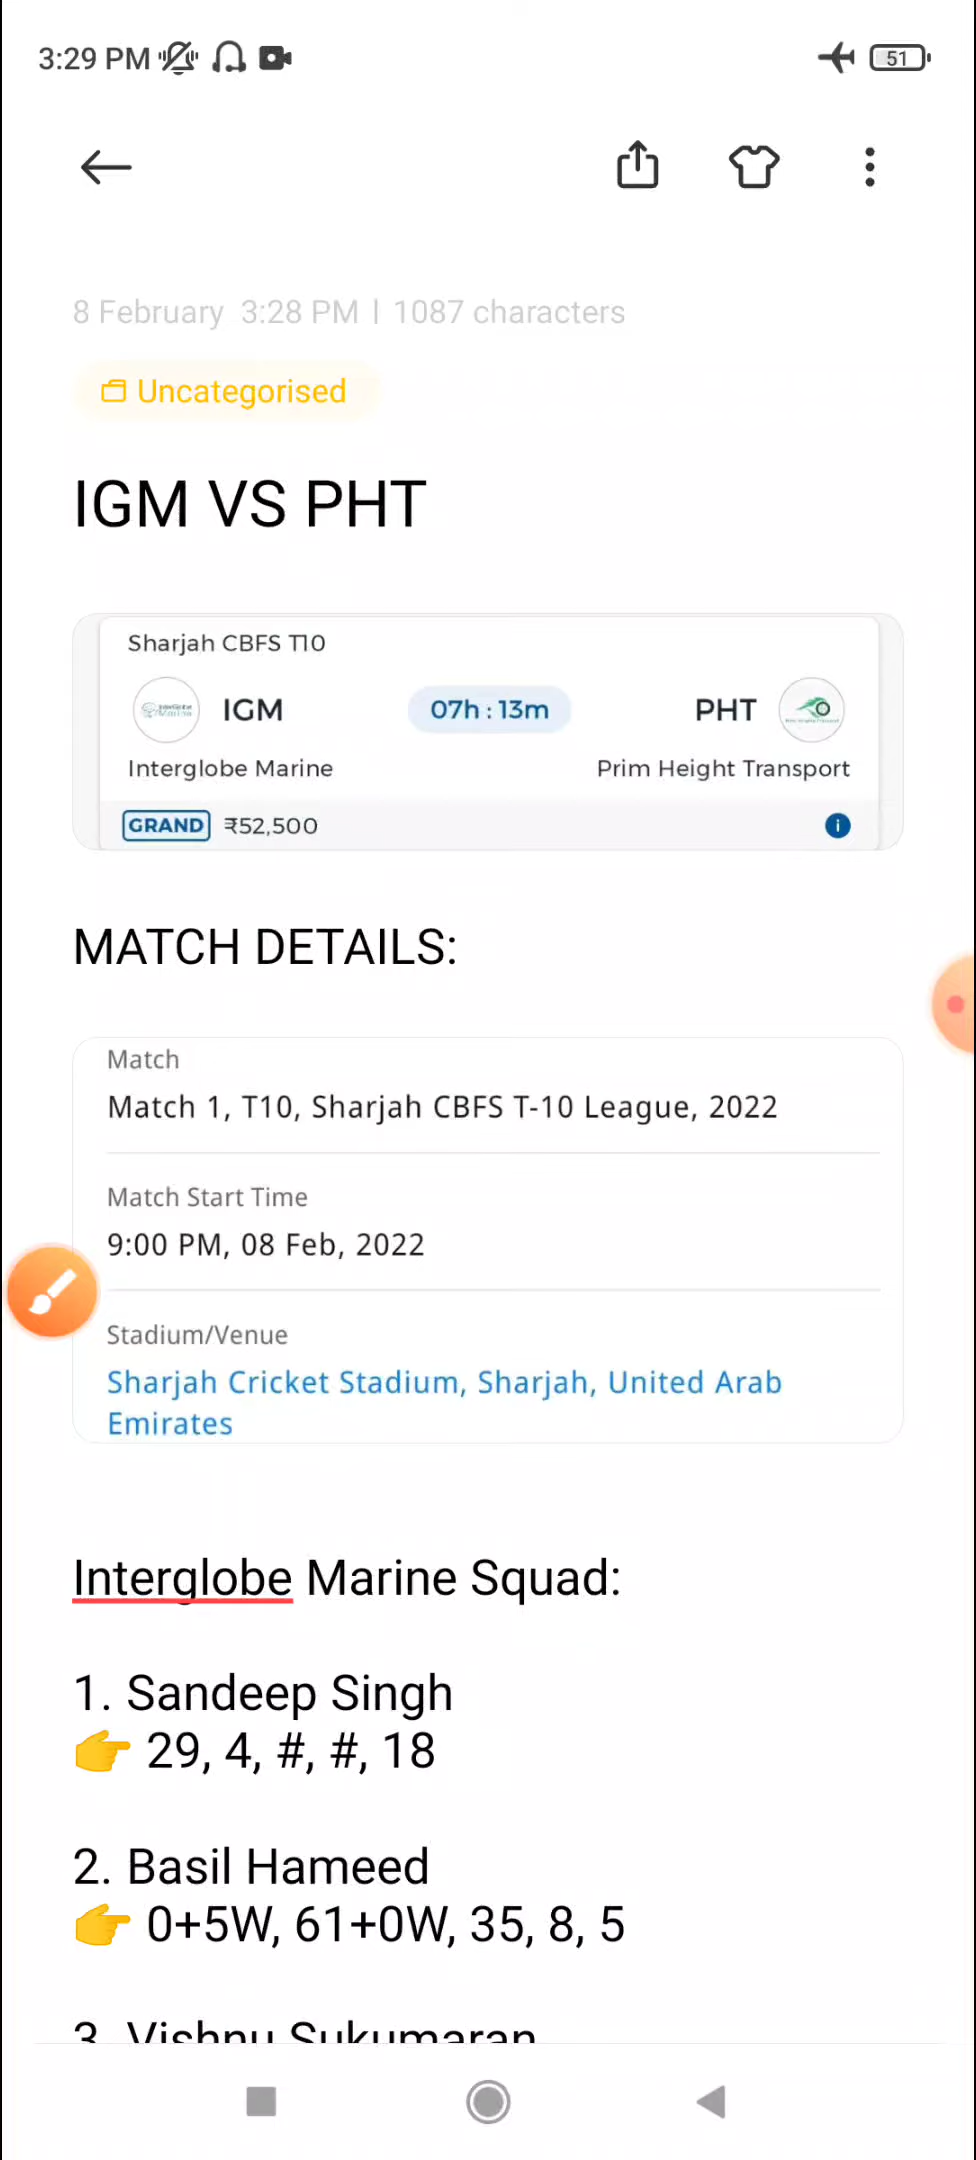 3:29 PM
51
8 February 3:28 PM | 1087 characters
Uncategorised
IGM VS PHT
Sharjah CBFS T10
IGM
07h : 13m
PHT
Interglobe Marine
Prim Height Transport
GRAND ₹52,500
MATCH DETAILS:
Match
Match 1, T10, Sharjah CBFS T-10 League, 2022
Match Start Time
9:00 PM, 08 Feb, 2022
Stadium/Venue
Sharjah Cricket Stadium, Sharjah, United Arab
Emirates
Interglobe Marine Squad:
1. Sandeep Singh
👉 29, 4, #, #, 18
2. Basil Hameed
👉 0+5W, 61+0W, 35, 8, 5
3. Vishnu Sukumaran